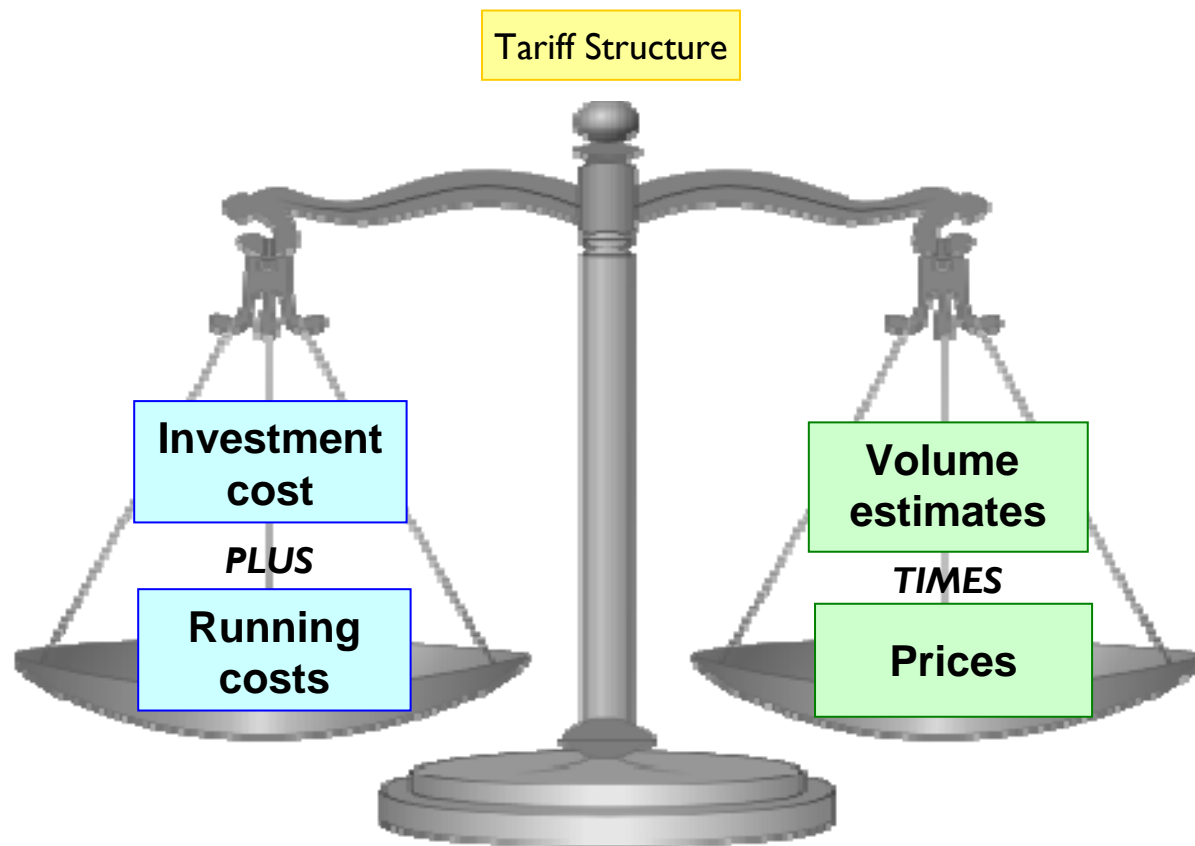 Tariff Structure
Investment
cost
PLUS
Running
costs
Volume
estimates
TIMES
Prices